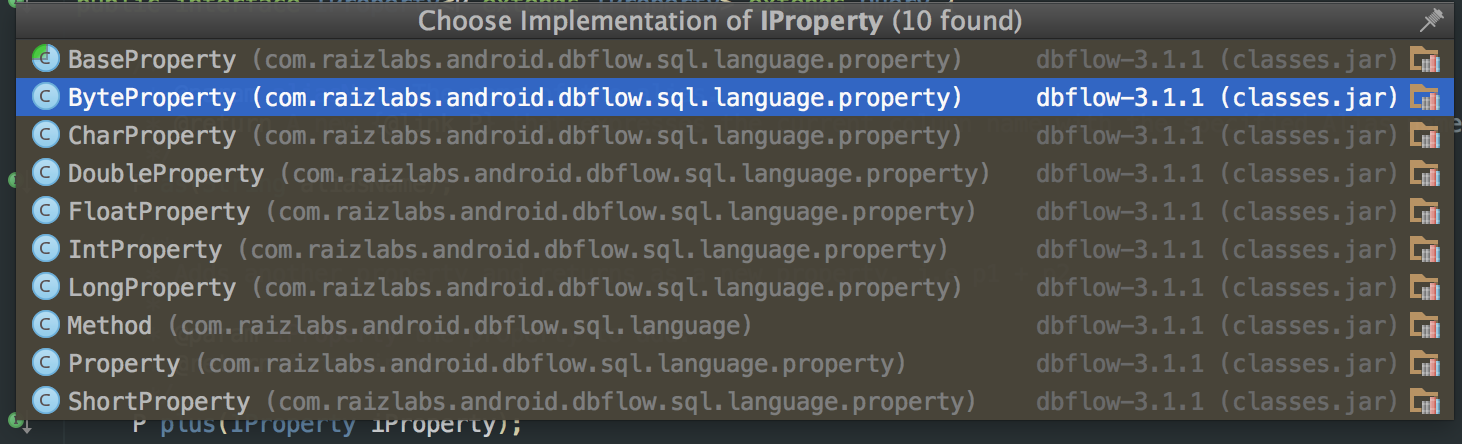 Choose Implementation of IProperty (10 found)
BaseProperty (com.raizlabs.android.dbflow.sql.language.property) dbflow-3.1.1 (classes.jar)
ByteProperty (com.raizlabs.android.dbflow.sql.language.property) dbflow-3.1.1 (classes.jar)
CharProperty (com.raizlabs.android.dbflow.sql.language.property) dbflow-3.1.1 (classes.jar)
DoubleProperty (com.raizlabs.android.dbflow.sql.language.property) dbflow-3.1.1 (classes.jar)
FloatProperty (com.raizlabs.android.dbflow.sql.language.property) dbflow-3.1.1 (classes.jar)
IntProperty (com.raizlabs.android.dbflow.sql.language.property) dbflow-3.1.1 (classes.jar)
LongProperty (com.raizlabs.android.dbflow.sql.language.property) dbflow-3.1.1 (classes.jar)
Method (com.raizlabs.android.dbflow.sql.language) dbflow-3.1.1 (classes.jar)
Property (com.raizlabs.android.dbflow.sql.language.property) dbflow-3.1.1 (classes.jar)
ShortProperty (com.raizlabs.android.dbflow.sql.language.property) dbflow-3.1.1 (classes.jar)
P plus(IProperty iProperty);